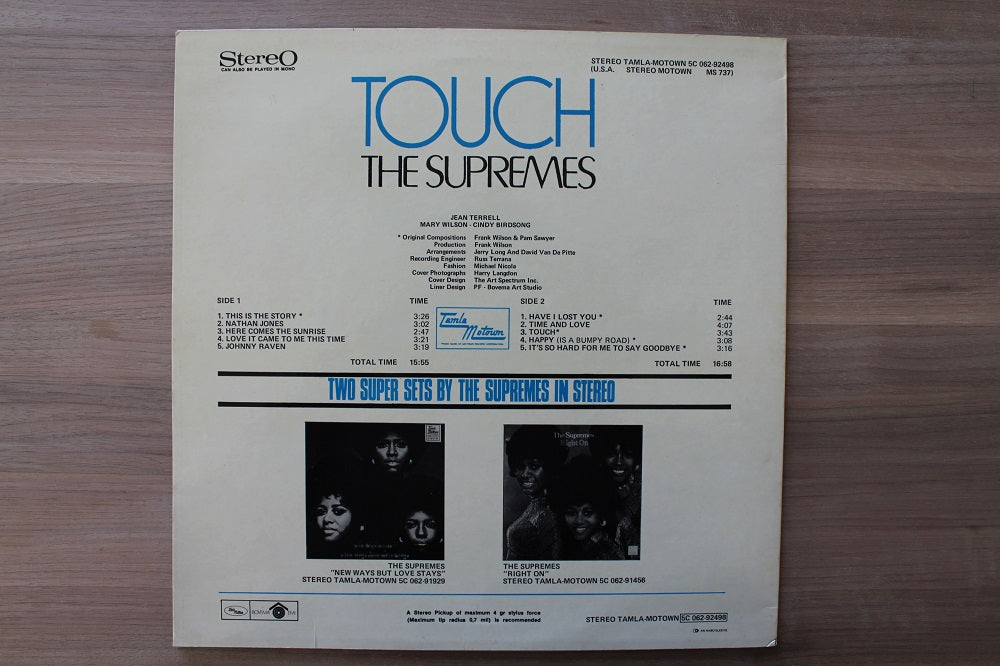 StereO
CAN ALSO BE PLAYED IN MONO
STEREO TAMLA-MOTOWN 5C 062-92498
(U.S.A. STEREO MOTOWN MS 737)
TOUCH
THE SUPREMES
JEAN TERRELL
MARY WILSON - CINDY BIRDSONG
* Original Compositions Frank Wilson & Pam Sawyer
Production Frank Wilson
Arrangements Jerry Long And David Van De Pitte
Recording Engineer Russ Terrana
Fashion Michael Nicola
Cover Photographs Harry Langdon
Cover Design The Art Spectrum Inc.
Liner Design PF - Bovema Art Studio
SIDE 1 TIME
1. THIS IS THE STORY * 3:26
2. NATHAN JONES 3:02
3. HERE COMES THE SUNRISE 2:47
4. LOVE IT CAME TO ME THIS TIME 3:21
5. JOHNNY RAVEN 3:19
TOTAL TIME 15:55
Tamla
Motown
SIDE 2 TIME
1. HAVE I LOST YOU * 2:44
2. TIME AND LOVE 4:07
3. TOUCH* 3:43
4. HAPPY (IS A BUMPY ROAD) * 3:08
5. IT'S SO HARD FOR ME TO SAY GOODBYE * 3:16
TOTAL TIME 16:58
TWO SUPER SETS BY THE SUPREMES IN STEREO
The Supremes
Right On
THE SUPREMES
"NEW WAYS BUT LOVE STAYS"
STEREO TAMLA-MOTOWN 5C 062-91929
THE SUPREMES
"RIGHT ON"
STEREO TAMLA-MOTOWN 5C 062-91456
BOVEMA EMI
A Stereo Pickup of maximum 4 gr stylus force
(Maximum tip radius 0,7 mil) is recommended
STEREO TAMLA-MOTOWN 5C 062-92498